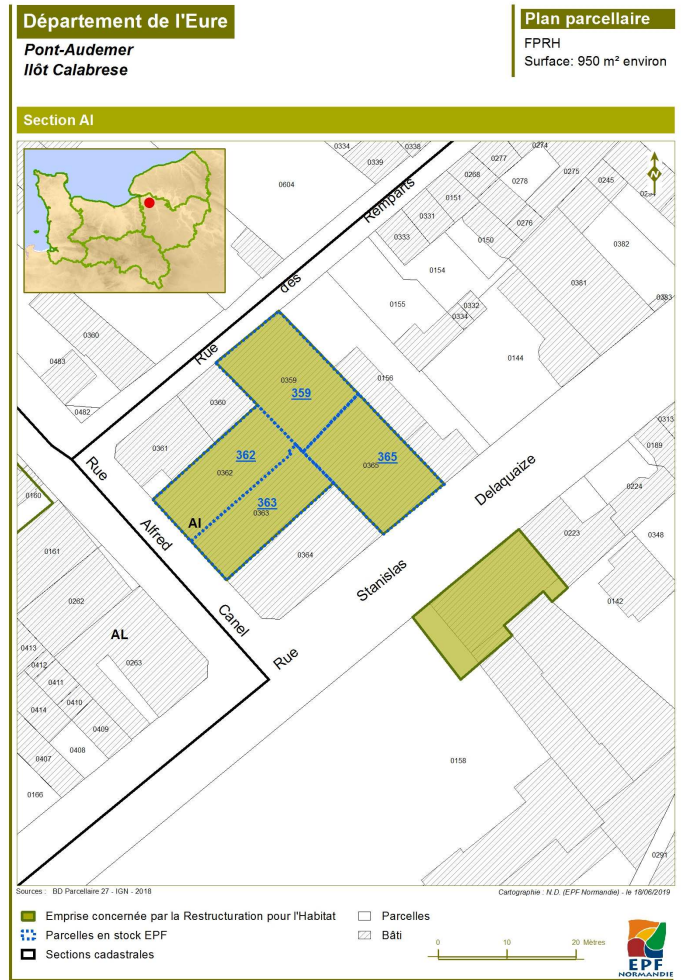 Département de l'Eure
Pont-Audemer
Ilôt Calabrese
Plan parcellaire
FPRH
Surface: 950 m² environ
Section AI
N
0334
0338
0339
0604
0274
0277
0268
0278
0275
0245
0151
0331
0333
0276
0150
0382
0154
0381
0383
0155
0332
0334
0144
0360
0483
0482
Rue
des
Remparts
0359
359
0156
0360
0361
362
0362
0365
365
363
0363
AI
0364
Rue
Alfred
Canel
Rue
Stanislas
Delaquaize
0313
0189
0224
0223
0348
0142
0160
0161
0262
AL
0263
0413
0412
0411
0410
0414
0409
0408
0407
0166
0158
0291
Sources : BD Parcellaire 27 - IGN - 2018
Cartographie : N.D. (EPF Normandie) - le 18/06/2019
Emprise concernée par la Restructuration pour l'Habitat
Parcelles
Parcelles en stock EPF
Bâti
Sections cadastrales
0 10 20 Mètres
EPF
NORMANDIE